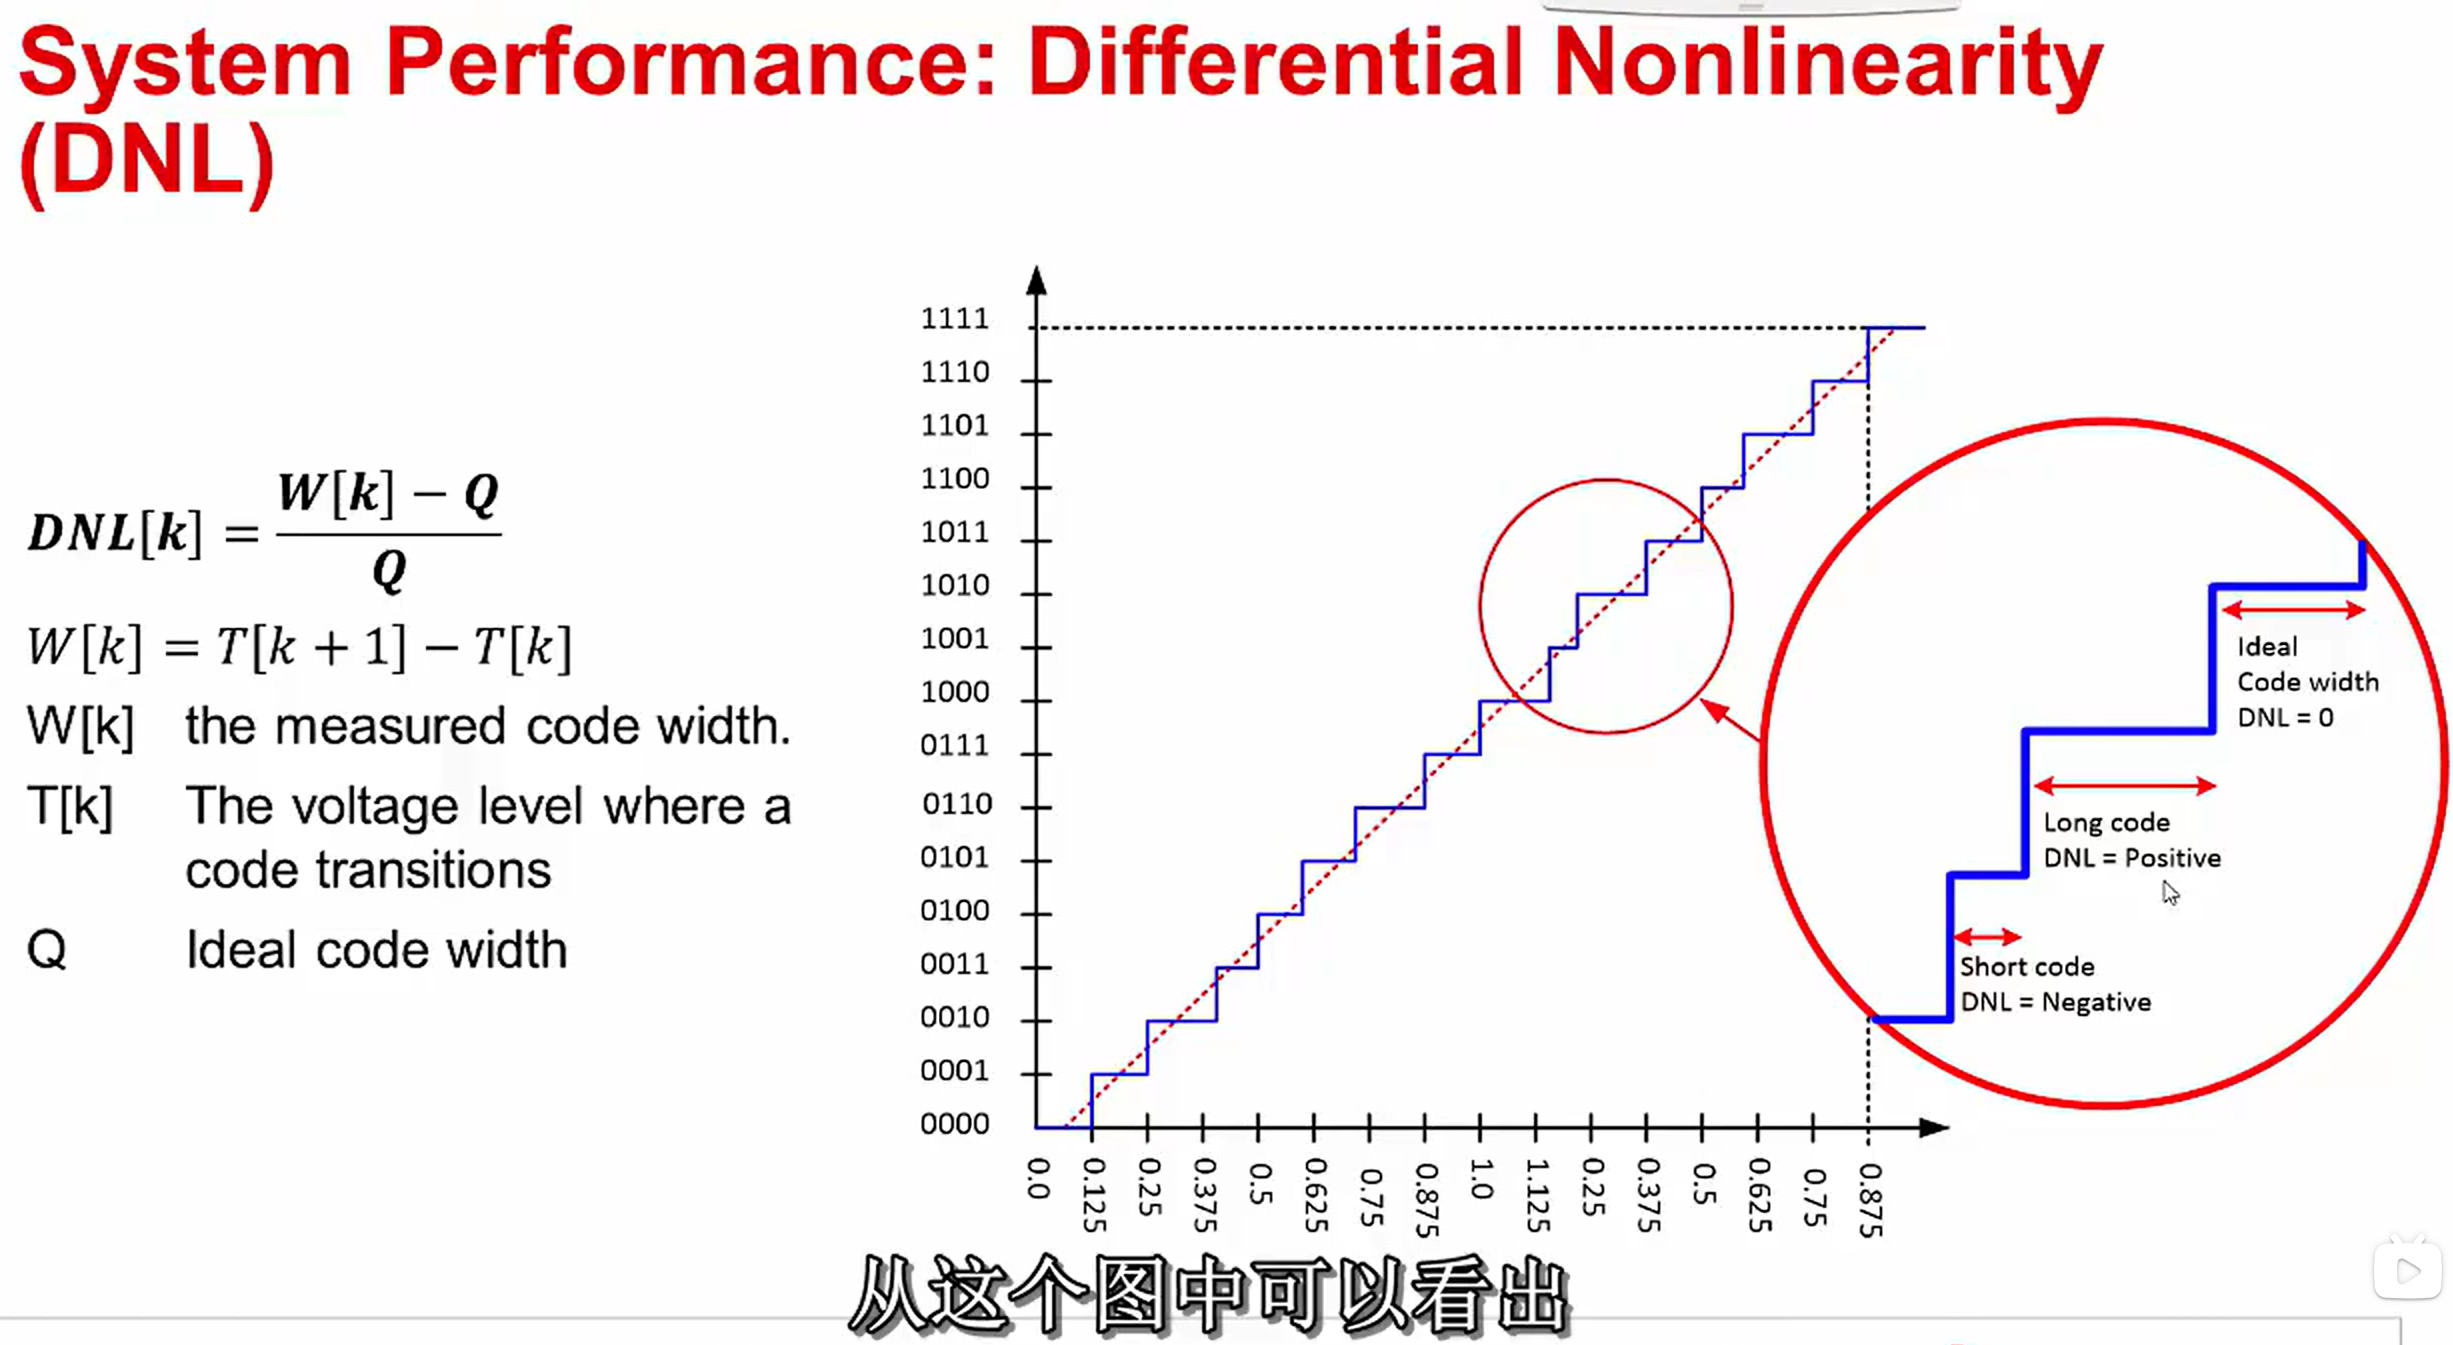 System Performance: Differential Nonlinearity
(DNL)
DNL[k] = (W[k] − Q) / Q
W[k] = T[k + 1] − T[k]
W[k] the measured code width.
T[k] The voltage level where a
code transitions
Q Ideal code width
1111
1110
1101
1100
1011
1010
1001
1000
0111
0110
0101
0100
0011
0010
0001
0000
0.0 0.125 0.25 0.375 0.5 0.625 0.75 0.875 1.0 1.125 0.25 0.375 0.5 0.625 0.75 0.875
Ideal
Code width
DNL = 0
Long code
DNL = Positive
Short code
DNL = Negative
从这个图中可以看出